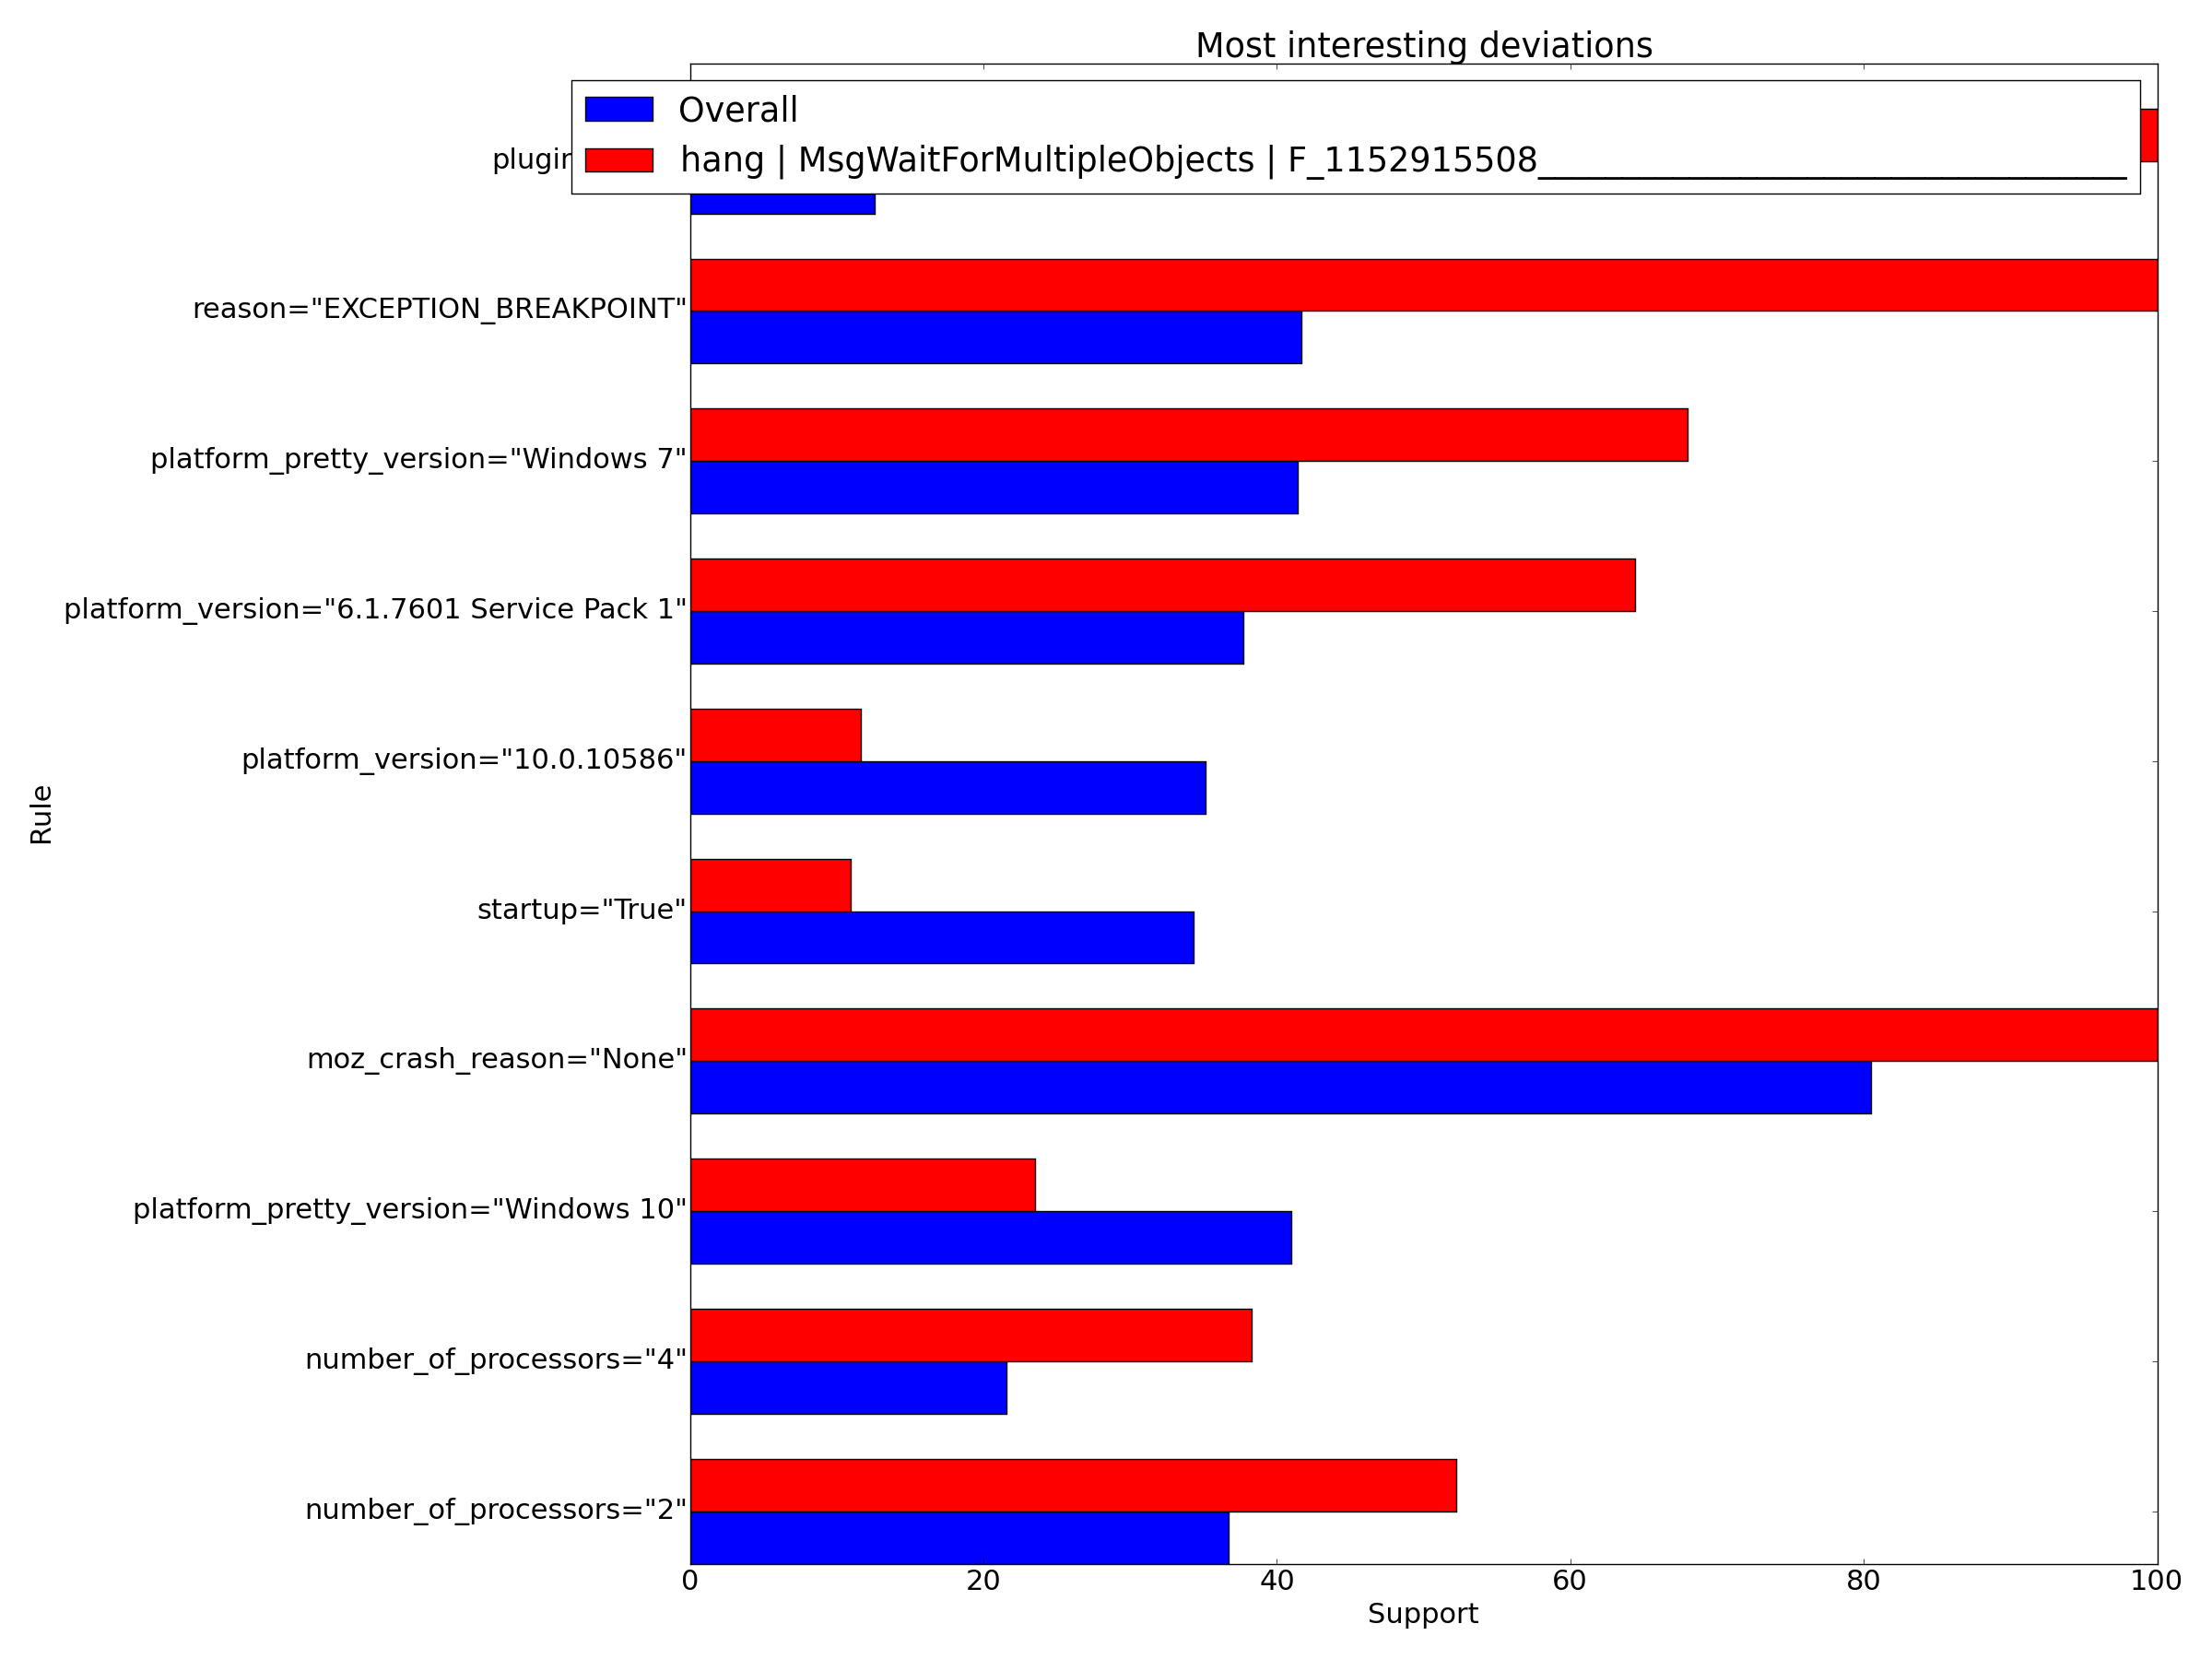 Most interesting deviations
Overall
hang | MsgWaitForMultipleObjects | F_1152915508___________________________________
reason="EXCEPTION_BREAKPOINT"
platform_pretty_version="Windows 7"
platform_version="6.1.7601 Service Pack 1"
platform_version="10.0.10586"
startup="True"
moz_crash_reason="None"
platform_pretty_version="Windows 10"
number_of_processors="4"
number_of_processors="2"
Rule
0 20 40 60 80 100
Support